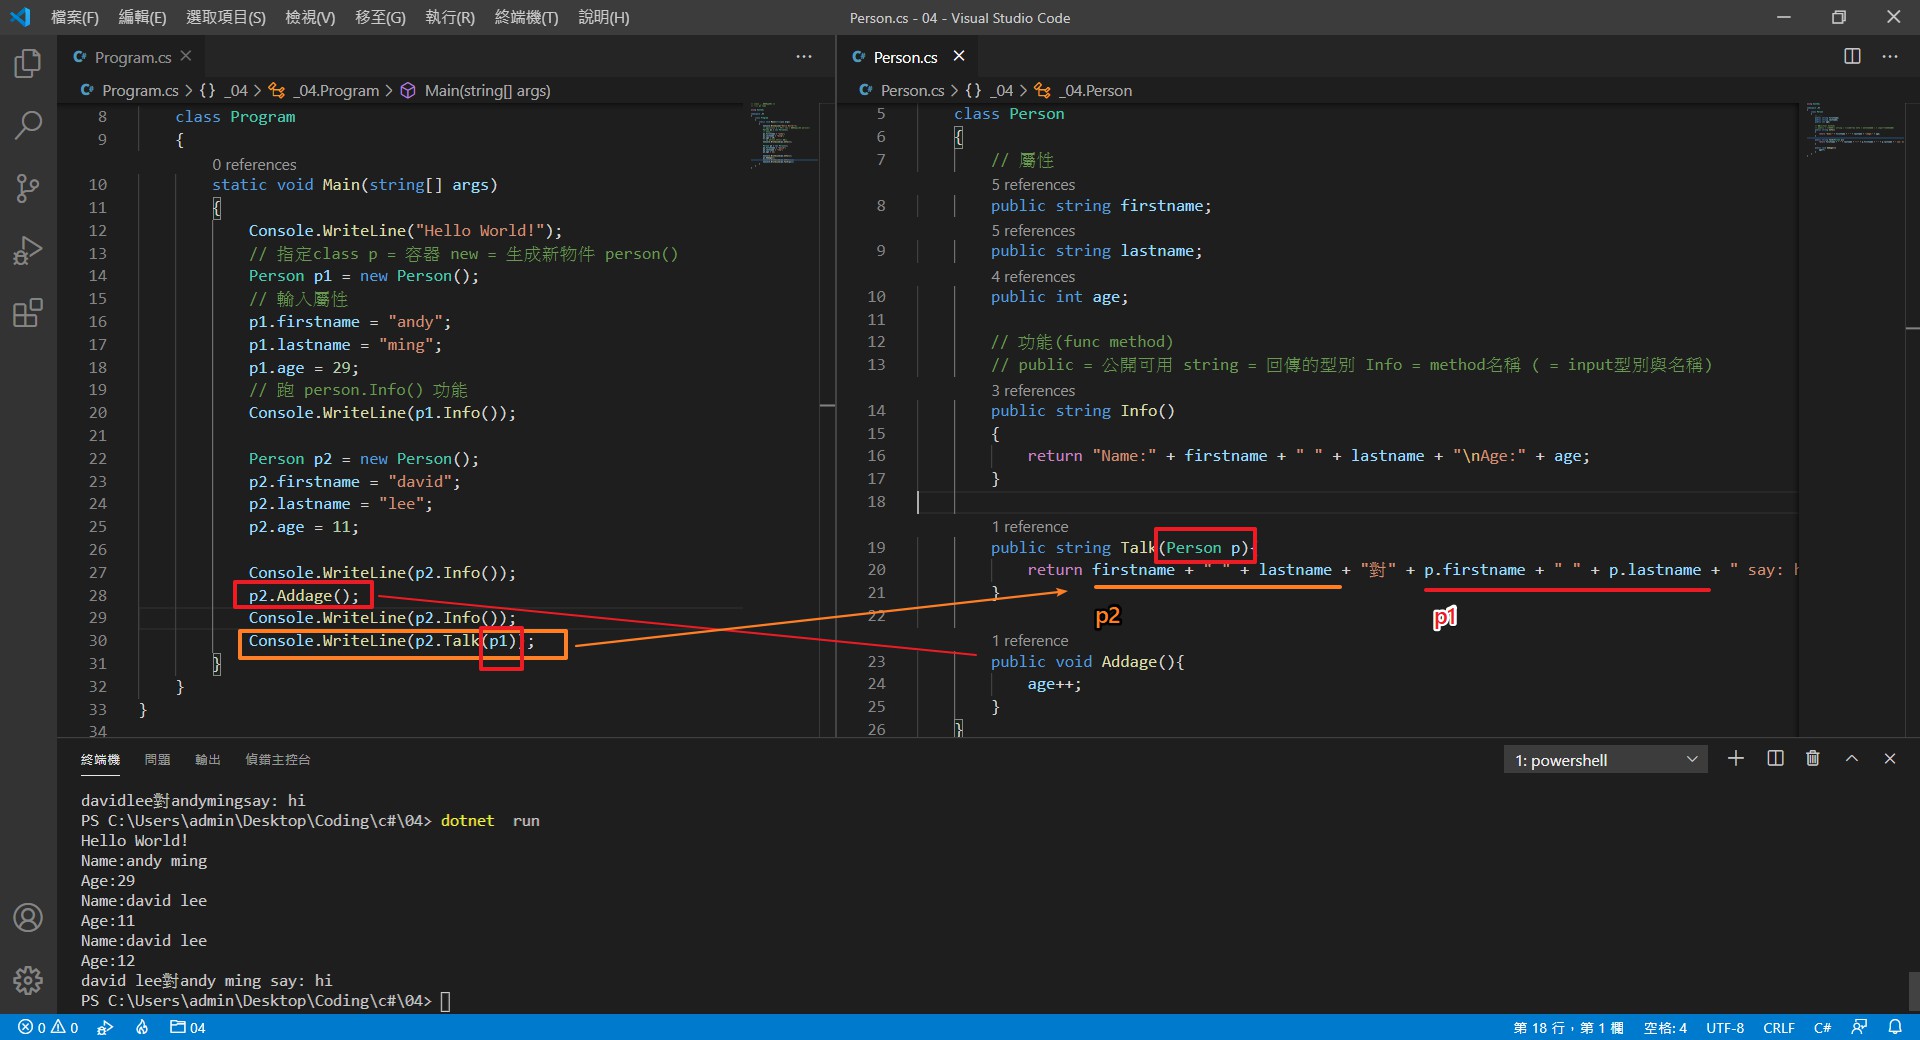 檔案(F) 編輯(E) 選取項目(S) 檢視(V) 移至(G) 執行(R) 終端機(T) 說明(H)
Person.cs - 04 - Visual Studio Code
Program.cs
Program.cs > {} _04 > _04.Program > Main(string[] args)
8 class Program
9 {
0 references
10 static void Main(string[] args)
11 {
12 Console.WriteLine("Hello World!");
13 // 指定class p = 容器 new = 生成新物件 person()
14 Person p1 = new Person();
15 // 輸入屬性
16 p1.firstname = "andy";
17 p1.lastname = "ming";
18 p1.age = 29;
19 // 跑 person.Info() 功能
20 Console.WriteLine(p1.Info());
21
22 Person p2 = new Person();
23 p2.firstname = "david";
24 p2.lastname = "lee";
25 p2.age = 11;
26
27 Console.WriteLine(p2.Info());
28 p2.Addage();
29 Console.WriteLine(p2.Info());
30 Console.WriteLine(p2.Talk(p1));
31 }
32 }
33 }
34
Person.cs
Person.cs > {} _04 > _04.Person
5 class Person
6 {
7 // 屬性
5 references
8 public string firstname;
5 references
9 public string lastname;
4 references
10 public int age;
11
12 // 功能(func method)
13 // public = 公開可用 string = 回傳的型別 Info = method名稱 ( = input型別與名稱)
3 references
14 public string Info()
15 {
16 return "Name:" + firstname + " " + lastname + "\nAge:" + age;
17 }
18
1 reference
19 public string Talk(Person p){
20 return firstname + " " + lastname + "對" + p.firstname + " " + p.lastname + " say: h
21 }
p2
p1
22
1 reference
23 public void Addage(){
24 age++;
25 }
26 }
終端機 問題 輸出 偵錯主控台
1: powershell
davidlee對andymingsay: hi
PS C:\Users\admin\Desktop\Coding\c#\04> dotnet  run
Hello World!
Name:andy ming
Age:29
Name:david lee
Age:11
Name:david lee
Age:12
david lee對andy ming say: hi
PS C:\Users\admin\Desktop\Coding\c#\04>
0 0 04
第 18 行，第 1 欄 空格: 4 UTF-8 CRLF C#